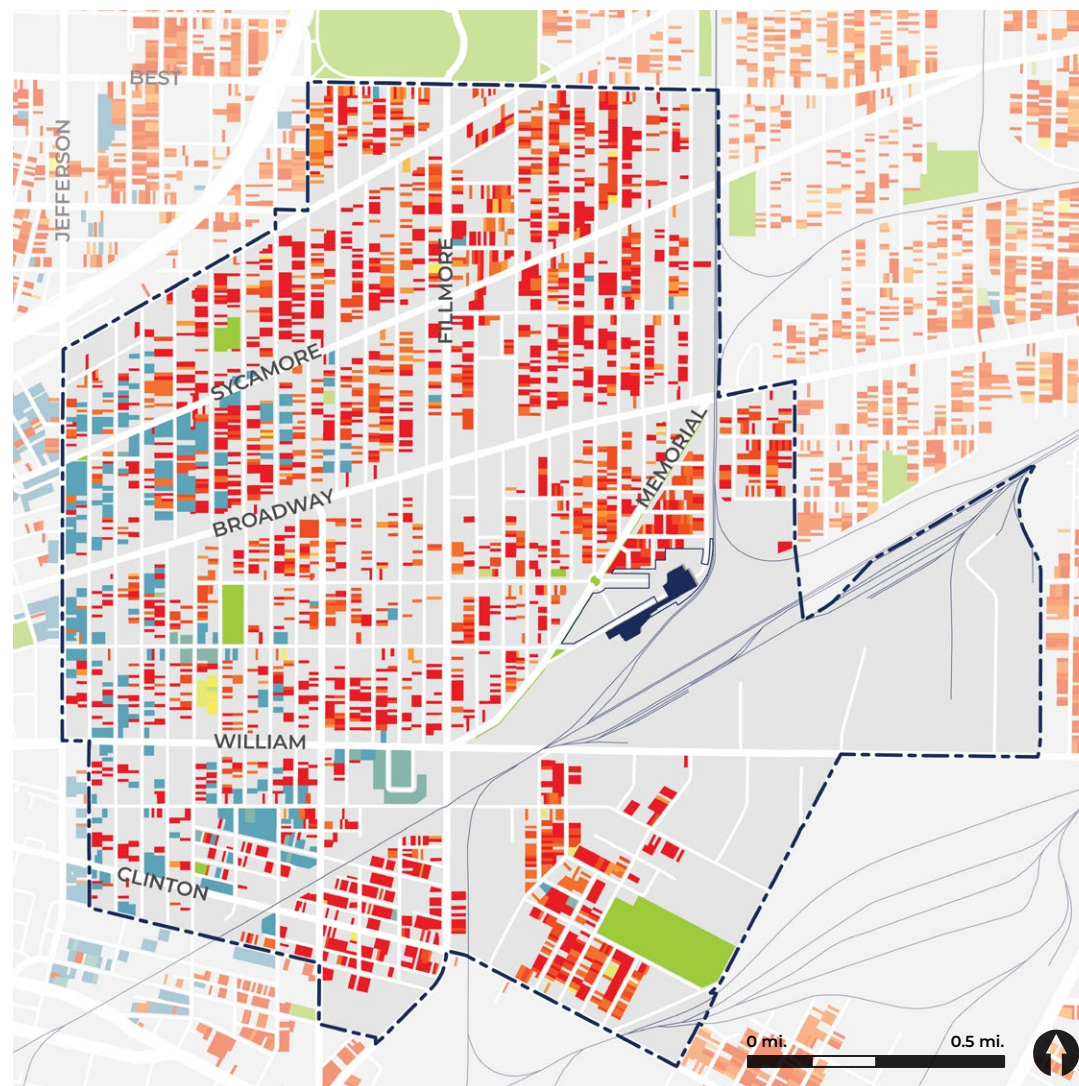 BEST
JEFFERSON
FILLMORE
SYCAMORE
MEMORIAL
BROADWAY
WILLIAM
CLINTON
0 mi.
0.5 mi.